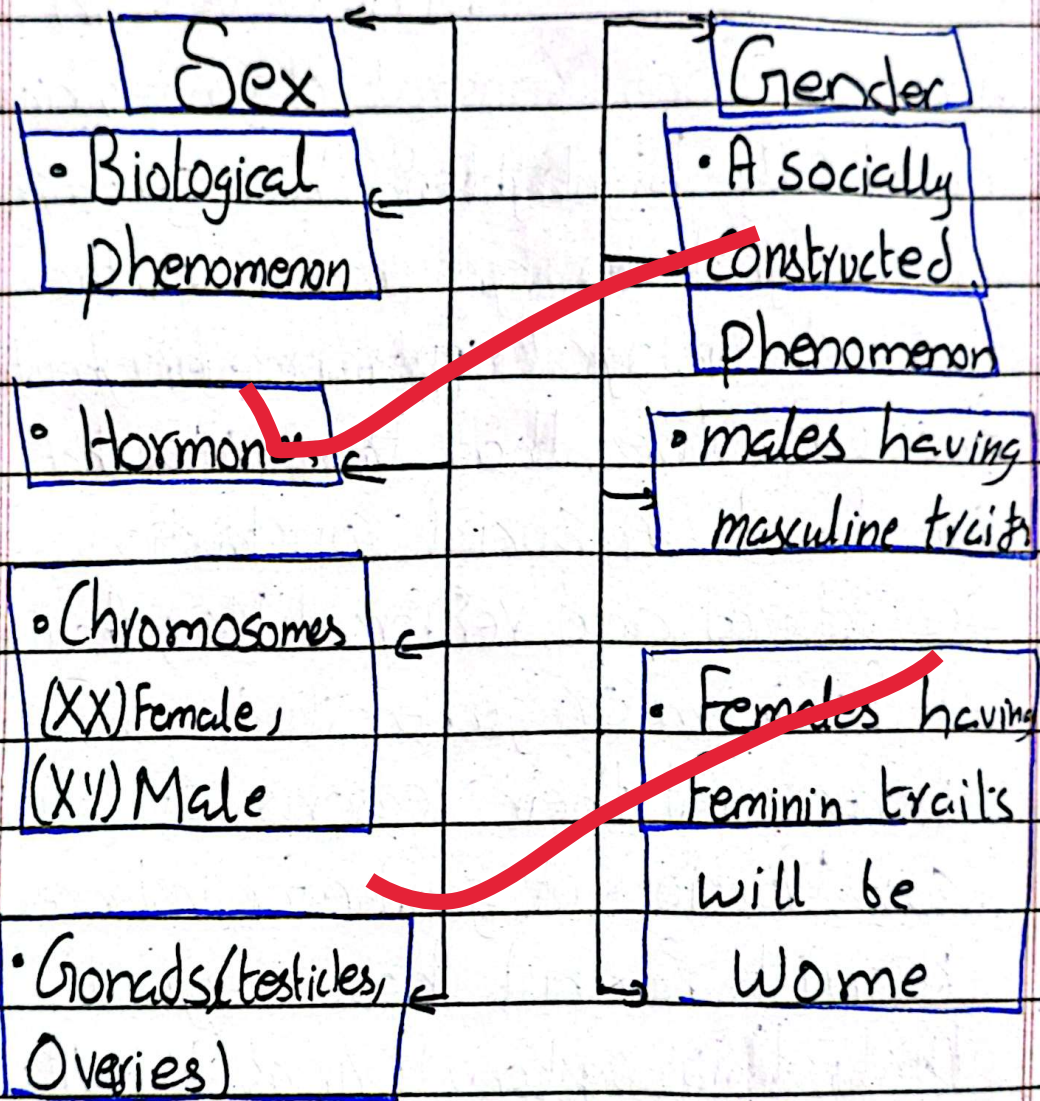 Sex
• Biological
phenomenon
• Hormones
• Chromosomes
(XX) Female,
(XY) Male
• Gonads (testicles,
Overies)
Gender
• A socially
constructed
phenomenon
• males having
masculine traits
• Females having
feminin traits
will be
Wome